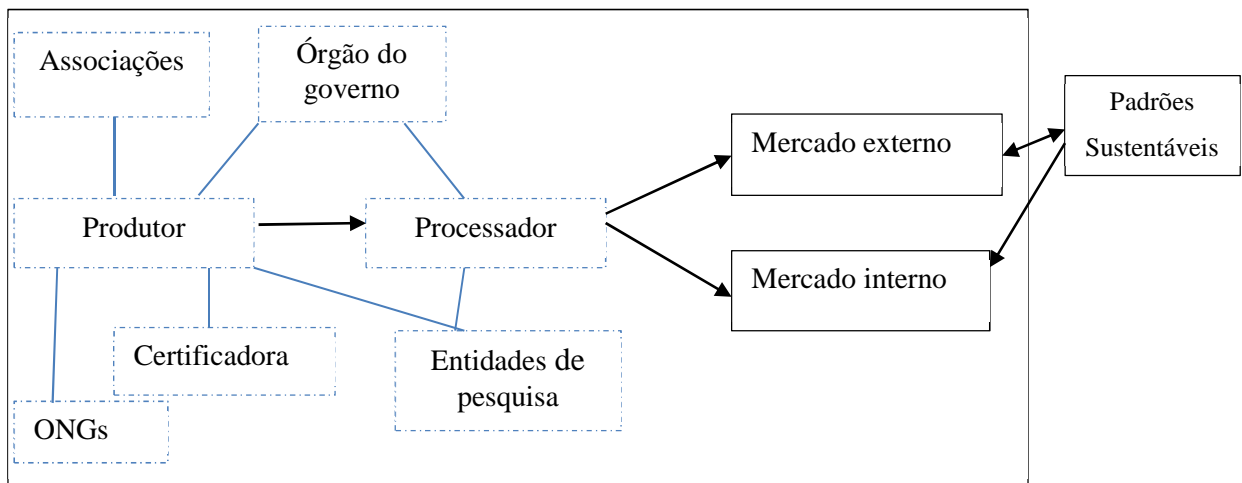 Associações
Órgão do
governo
Padrões
Sustentáveis
Mercado externo
Produtor
Processador
Mercado interno
Certificadora
Entidades de
pesquisa
ONGs